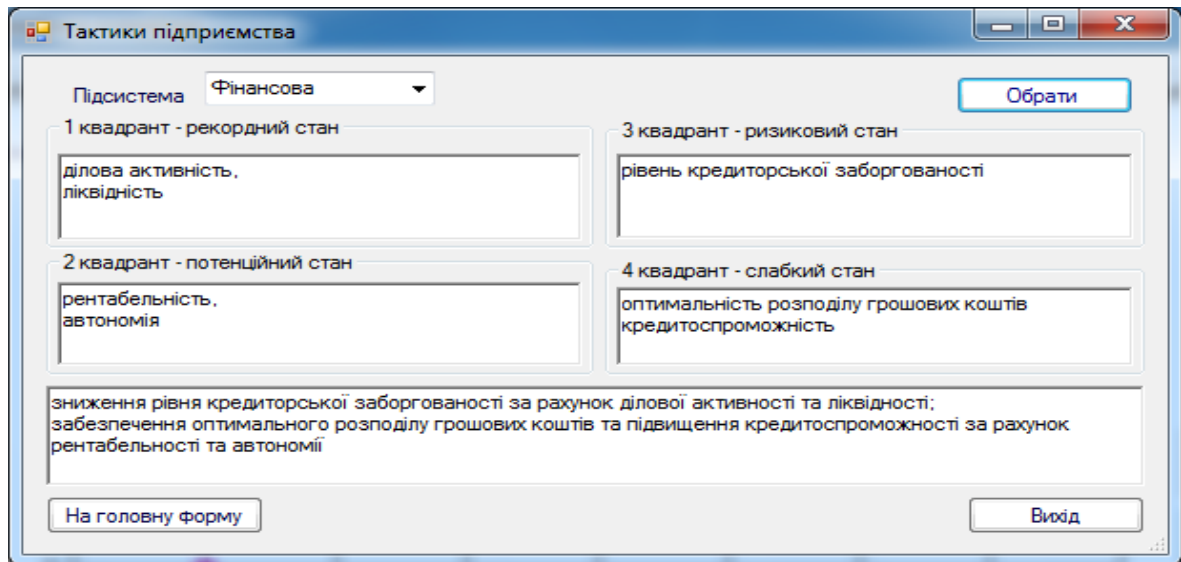 Тактики підприємства
Підсистема Фінансова
Обрати
1 квадрант - рекордний стан
ділова активність,
ліквідність
3 квадрант - ризиковий стан
рівень кредиторської заборгованості
2 квадрант - потенційний стан
рентабельність,
автономія
4 квадрант - слабкий стан
оптимальність розподілу грошових коштів
кредитоспроможність
зниження рівня кредиторської заборгованості за рахунок ділової активності та ліквідності;
забезпечення оптимального розподілу грошових коштів та підвищення кредитоспроможності за рахунок
рентабельності та автономії
На головну форму
Вихід